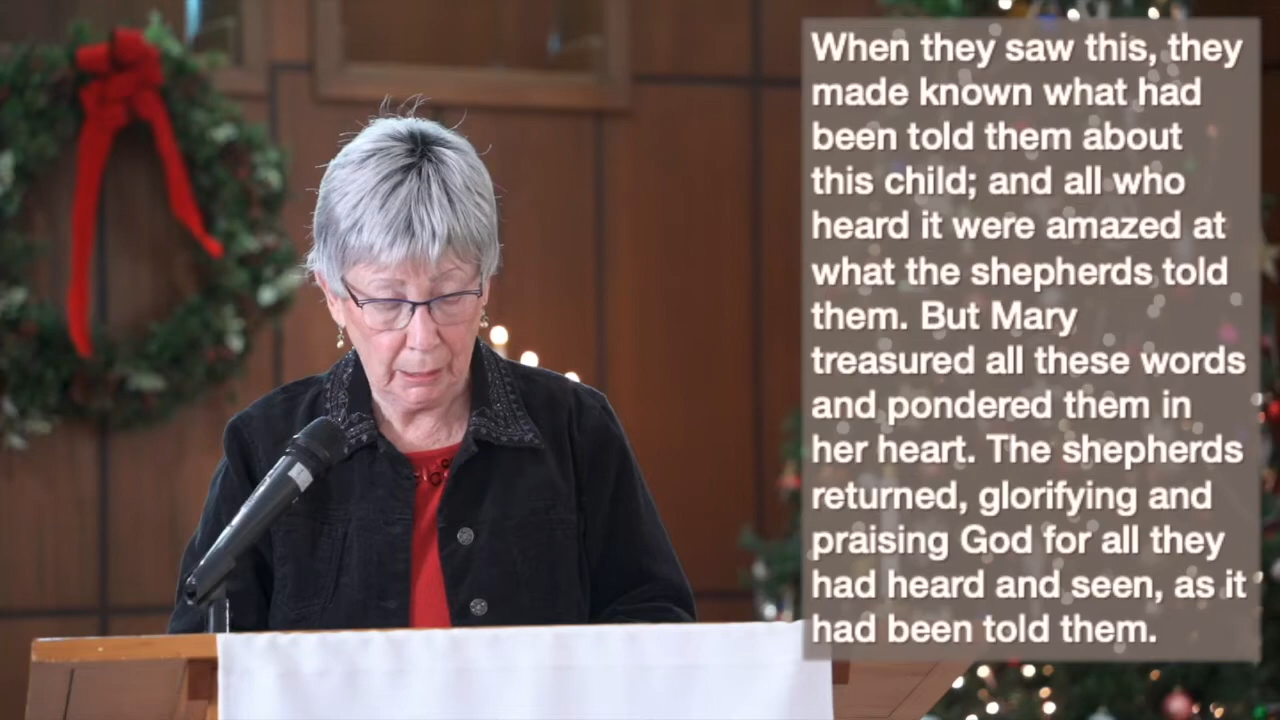 When they saw this, they
made known what had
been told them about
this child; and all who
heard it were amazed at
what the shepherds told
them. But Mary
treasured all these words
and pondered them in
her heart. The shepherds
returned, glorifying and
praising God for all they
had heard and seen, as it
had been told them.